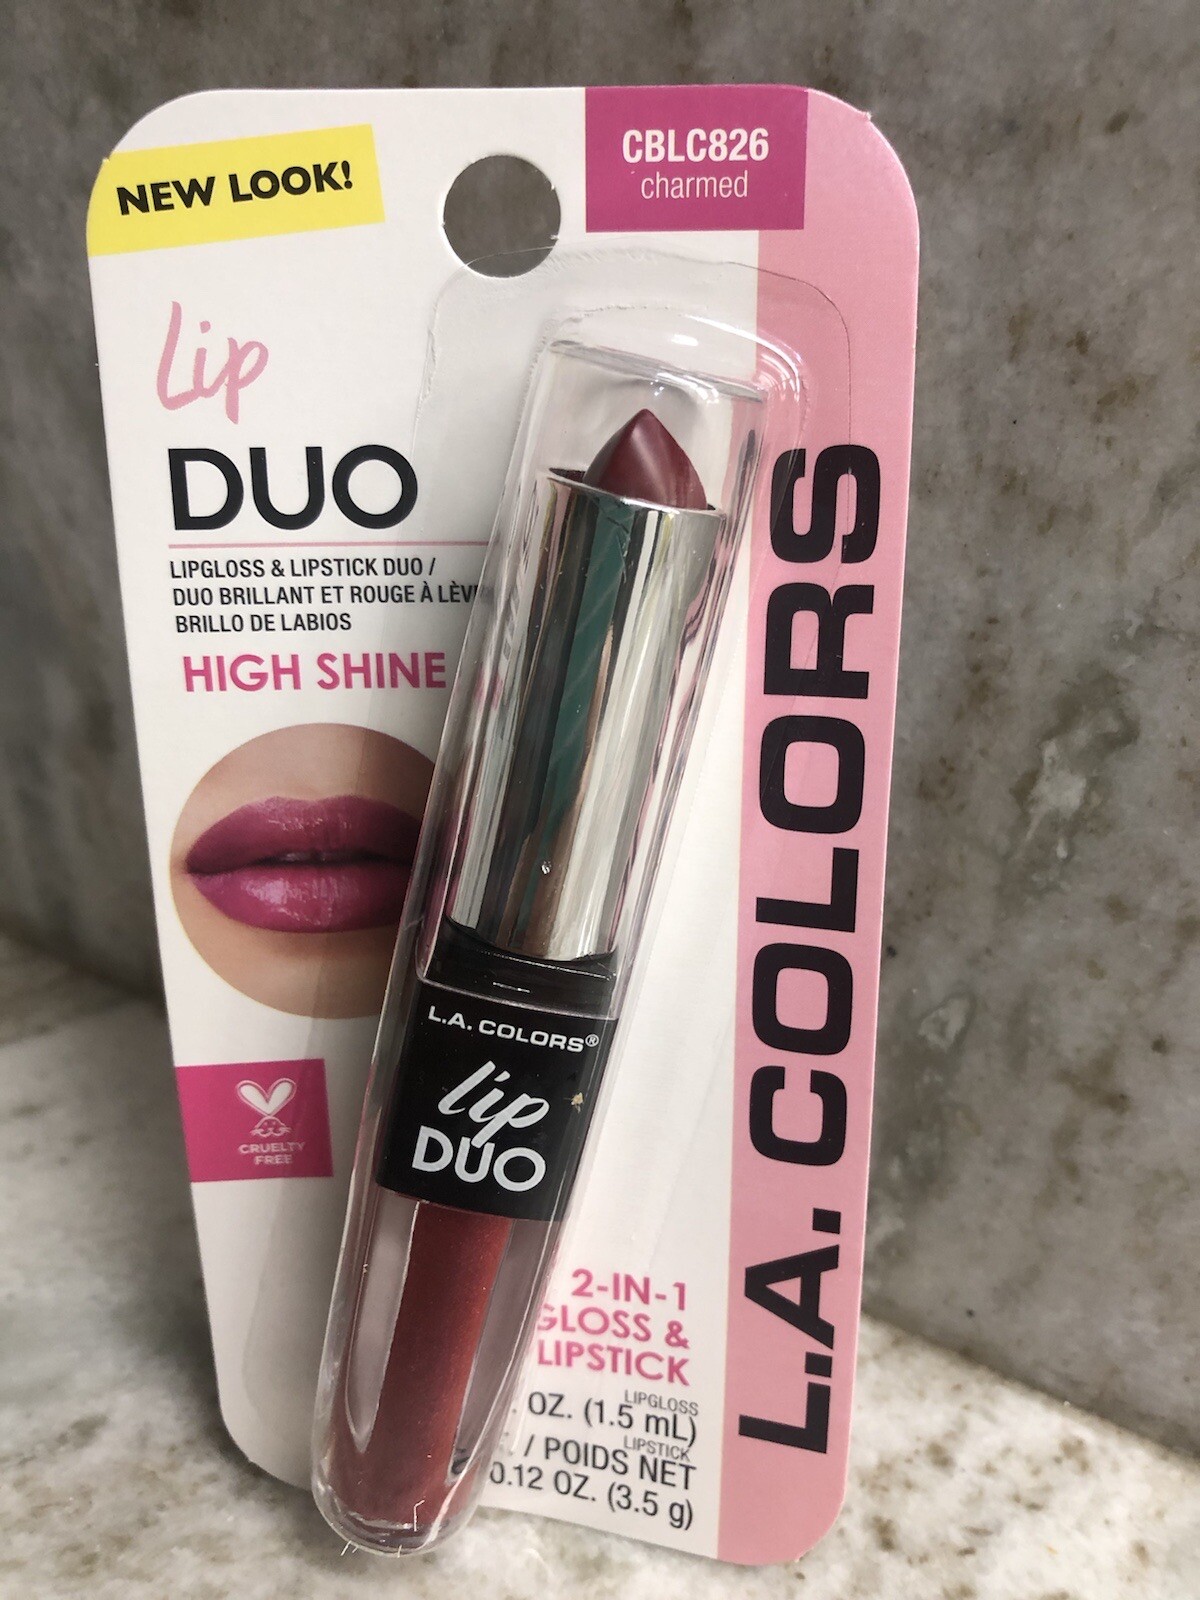 NEW LOOK!
CBLC826
charmed
Lip
DUO
LIPGLOSS & LIPSTICK DUO /
DUO BRILLANT ET ROUGE À
BRILLO DE LABIOS
HIGH SHINE
L.A. COLORS
L.A. COLORS®
lip
DUO
CRUELTY
FREE
2-IN-1
GLOSS &
LIPSTICK
LIPGLOSS
OZ. (1.5 mL)
LIPSTICK
/ POIDS NET
0.12 OZ. (3.5 g)